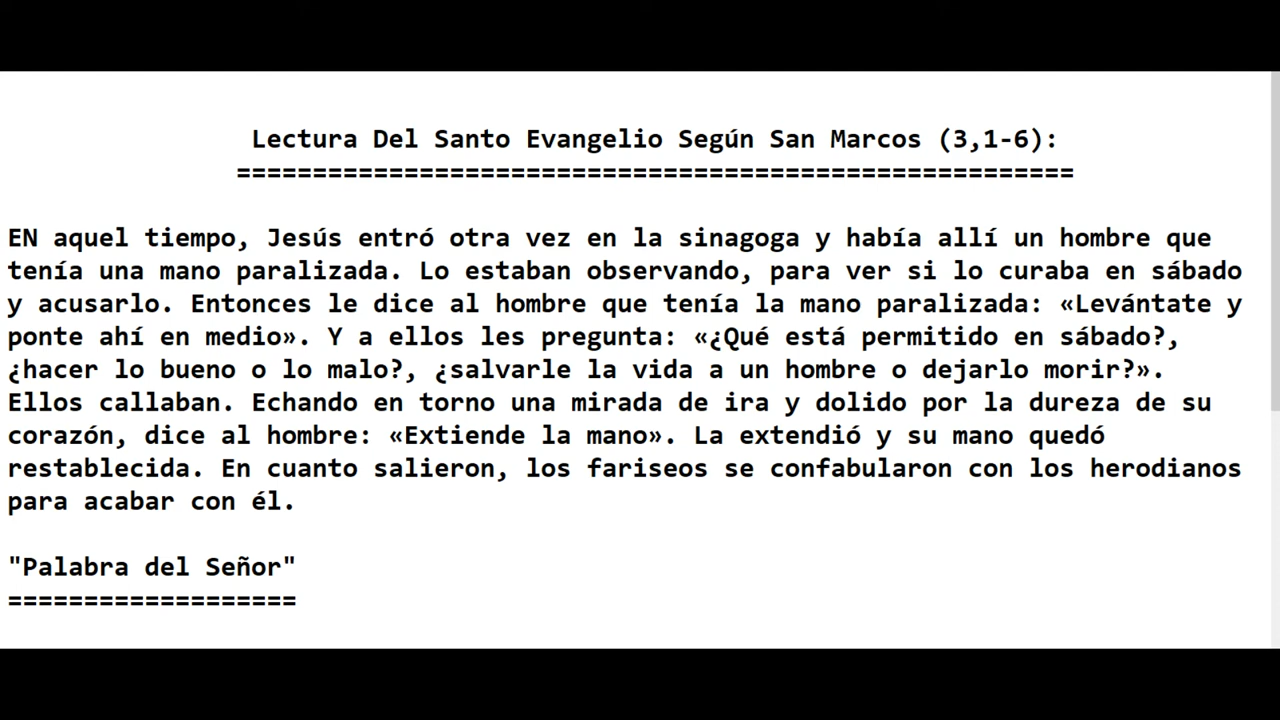 Lectura Del Santo Evangelio Según San Marcos (3,1-6):
=======================================================
EN aquel tiempo, Jesús entró otra vez en la sinagoga y había allí un hombre que
tenía una mano paralizada. Lo estaban observando, para ver si lo curaba en sábado
y acusarlo. Entonces le dice al hombre que tenía la mano paralizada: «Levántate y
ponte ahí en medio». Y a ellos les pregunta: «¿Qué está permitido en sábado?,
¿hacer lo bueno o lo malo?, ¿salvarle la vida a un hombre o dejarlo morir?».
Ellos callaban. Echando en torno una mirada de ira y dolido por la dureza de su
corazón, dice al hombre: «Extiende la mano». La extendió y su mano quedó
restablecida. En cuanto salieron, los fariseos se confabularon con los herodianos
para acabar con él.
"Palabra del Señor"
===================